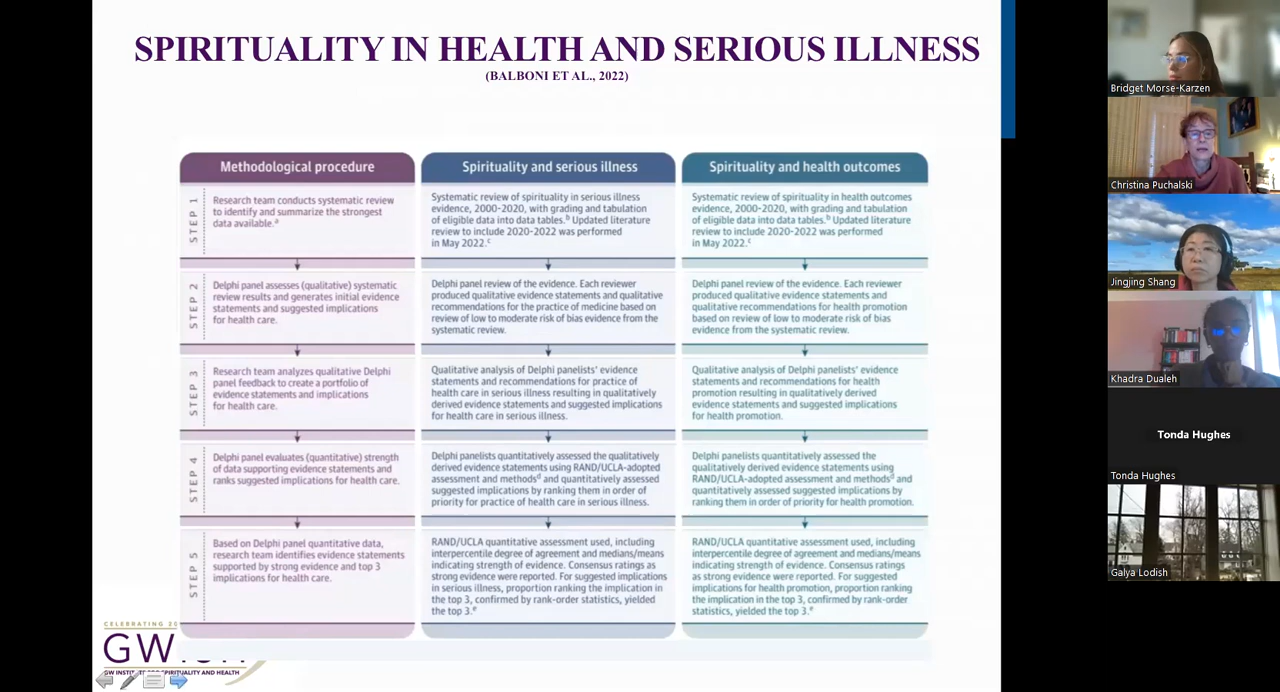 SPIRITUALITY IN HEALTH AND SERIOUS ILLNESS
(BALBONI ET AL., 2022)
Methodological procedure
Spirituality and serious illness
Spirituality and health outcomes
STEP 1
Research team conducts systematic review
to identify and summarize the strongest
data available.a
Systematic review of spirituality in serious illness
evidence, 2000-2020, with grading and tabulation
of eligible data into data tables.b Updated literature
review to include 2020-2022 was performed
in May 2022.c
Systematic review of spirituality in health outcomes
evidence, 2000-2020, with grading and tabulation
of eligible data into data tables.b Updated literature
review to include 2020-2022 was performed
in May 2022.c
STEP 2
Delphi panel assesses (qualitative) systematic
review results and generates initial evidence
statements and suggested implications
for health care.
Delphi panel review of the evidence. Each reviewer
produced qualitative evidence statements and qualitative
recommendations for the practice of medicine based on
review of low to moderate risk of bias evidence from the
systematic review.
Delphi panel review of the evidence. Each reviewer
produced qualitative evidence statements and
qualitative recommendations for health promotion
based on review of low to moderate risk of bias
evidence from the systematic review.
STEP 3
Research team analyzes qualitative Delphi
panel feedback to create a portfolio of
evidence statements and implications
for health care.
Qualitative analysis of Delphi panelists' evidence
statements and recommendations for practice of
health care in serious illness resulting in qualitatively
derived evidence statements and suggested implications
for health care in serious illness.
Qualitative analysis of Delphi panelists' evidence
statements and recommendations for health
promotion resulting in qualitatively derived
evidence statements and suggested implications
for health promotion.
STEP 4
Delphi panel evaluates (quantitative) strength
of data supporting evidence statements and
ranks suggested implications for health care.
Delphi panelists quantitatively assessed the qualitatively
derived evidence statements using RAND/UCLA-adopted
assessment and methodsd and quantitatively assessed
suggested implications by ranking them in order of
priority for practice of health care in serious illness.
Delphi panelists quantitatively assessed the
qualitatively derived evidence statements using
RAND/UCLA-adopted assessment and methodsd and
quantitatively assessed suggested implications by
ranking them in order of priority for health promotion.
STEP 5
Based on Delphi panel quantitative data,
research team identifies evidence statements
supported by strong evidence and top 3
implications for health care.
RAND/UCLA quantitative assessment used, including
interpercentile degree of agreement and medians/means
indicating strength of evidence. Consensus ratings as
strong evidence were reported. For suggested implications
in serious illness, proportion ranking the implication in
the top 3, confirmed by rank-order statistics, yielded
the top 3.e
RAND/UCLA quantitative assessment used, including
interpercentile degree of agreement and medians/means
indicating strength of evidence. Consensus ratings
as strong evidence were reported. For suggested
implications for health promotion, proportion ranking
the implication in the top 3, confirmed by rank-order
statistics, yielded the top 3.e
CELEBRATING 20
GW
SPIRITUALITY AND HEALTH
Bridget Morse-Karzen
Christina Puchalski
Jingjing Shang
Khadra Dualeh
Tonda Hughes
Tonda Hughes
Galya Lodish